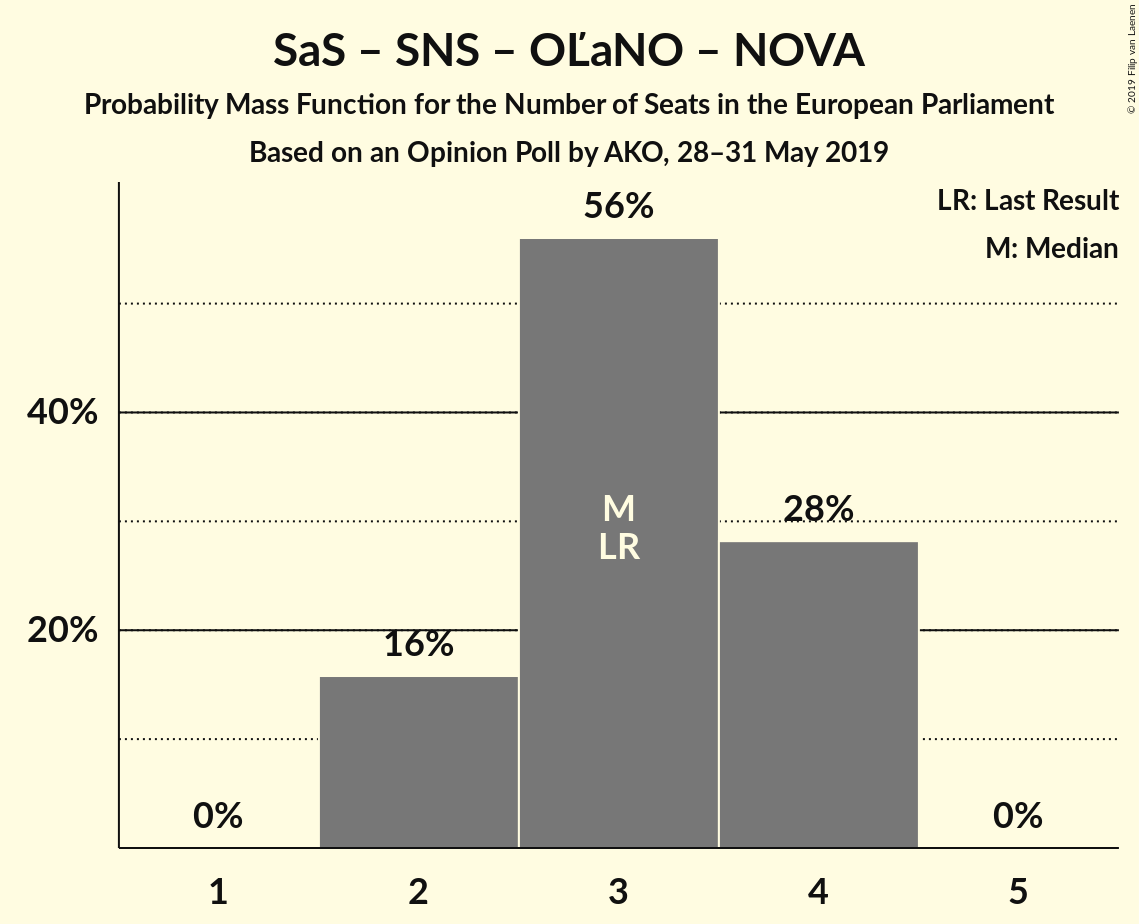 SaS – SNS – OĽaNO – NOVA
Probability Mass Function for the Number of Seats in the European Parliament
Based on an Opinion Poll by AKO, 28–31 May 2019
© 2019 Filip van Laenen
LR: Last Result
M: Median
56%
40%
M
LR
28%
20%
16%
0%
0%
1
2
3
4
5